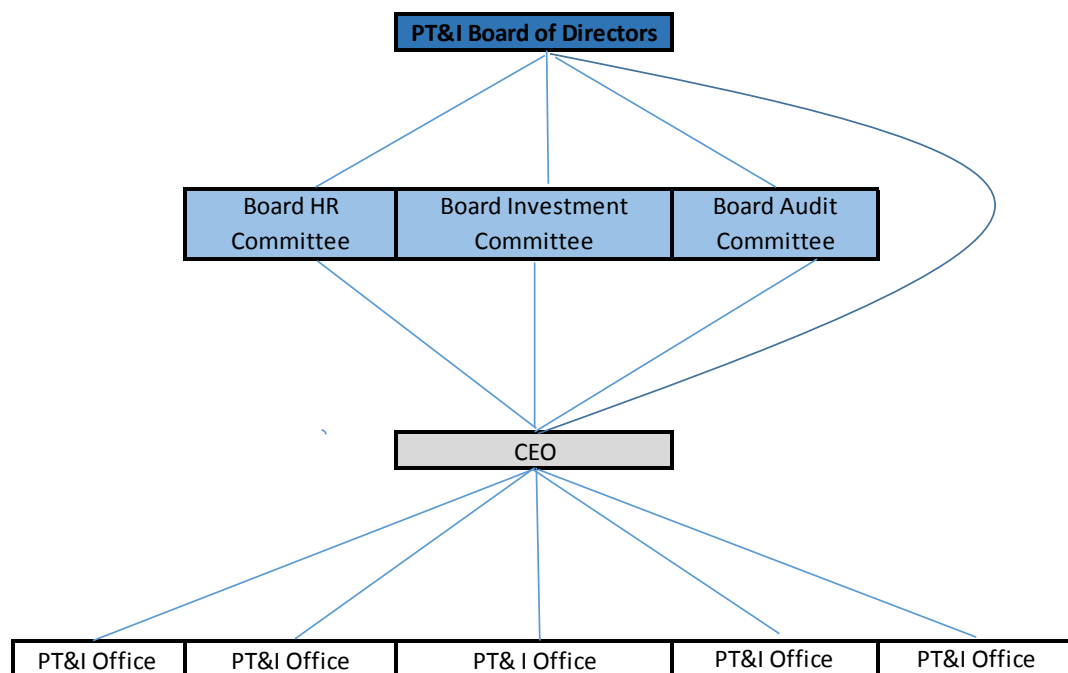 PT&I Board of Directors
Board HR
Committee
Board Investment
Committee
Board Audit
Committee
CEO
PT&I Office
PT&I Office
PT& I Office
PT&I Office
PT&I Office